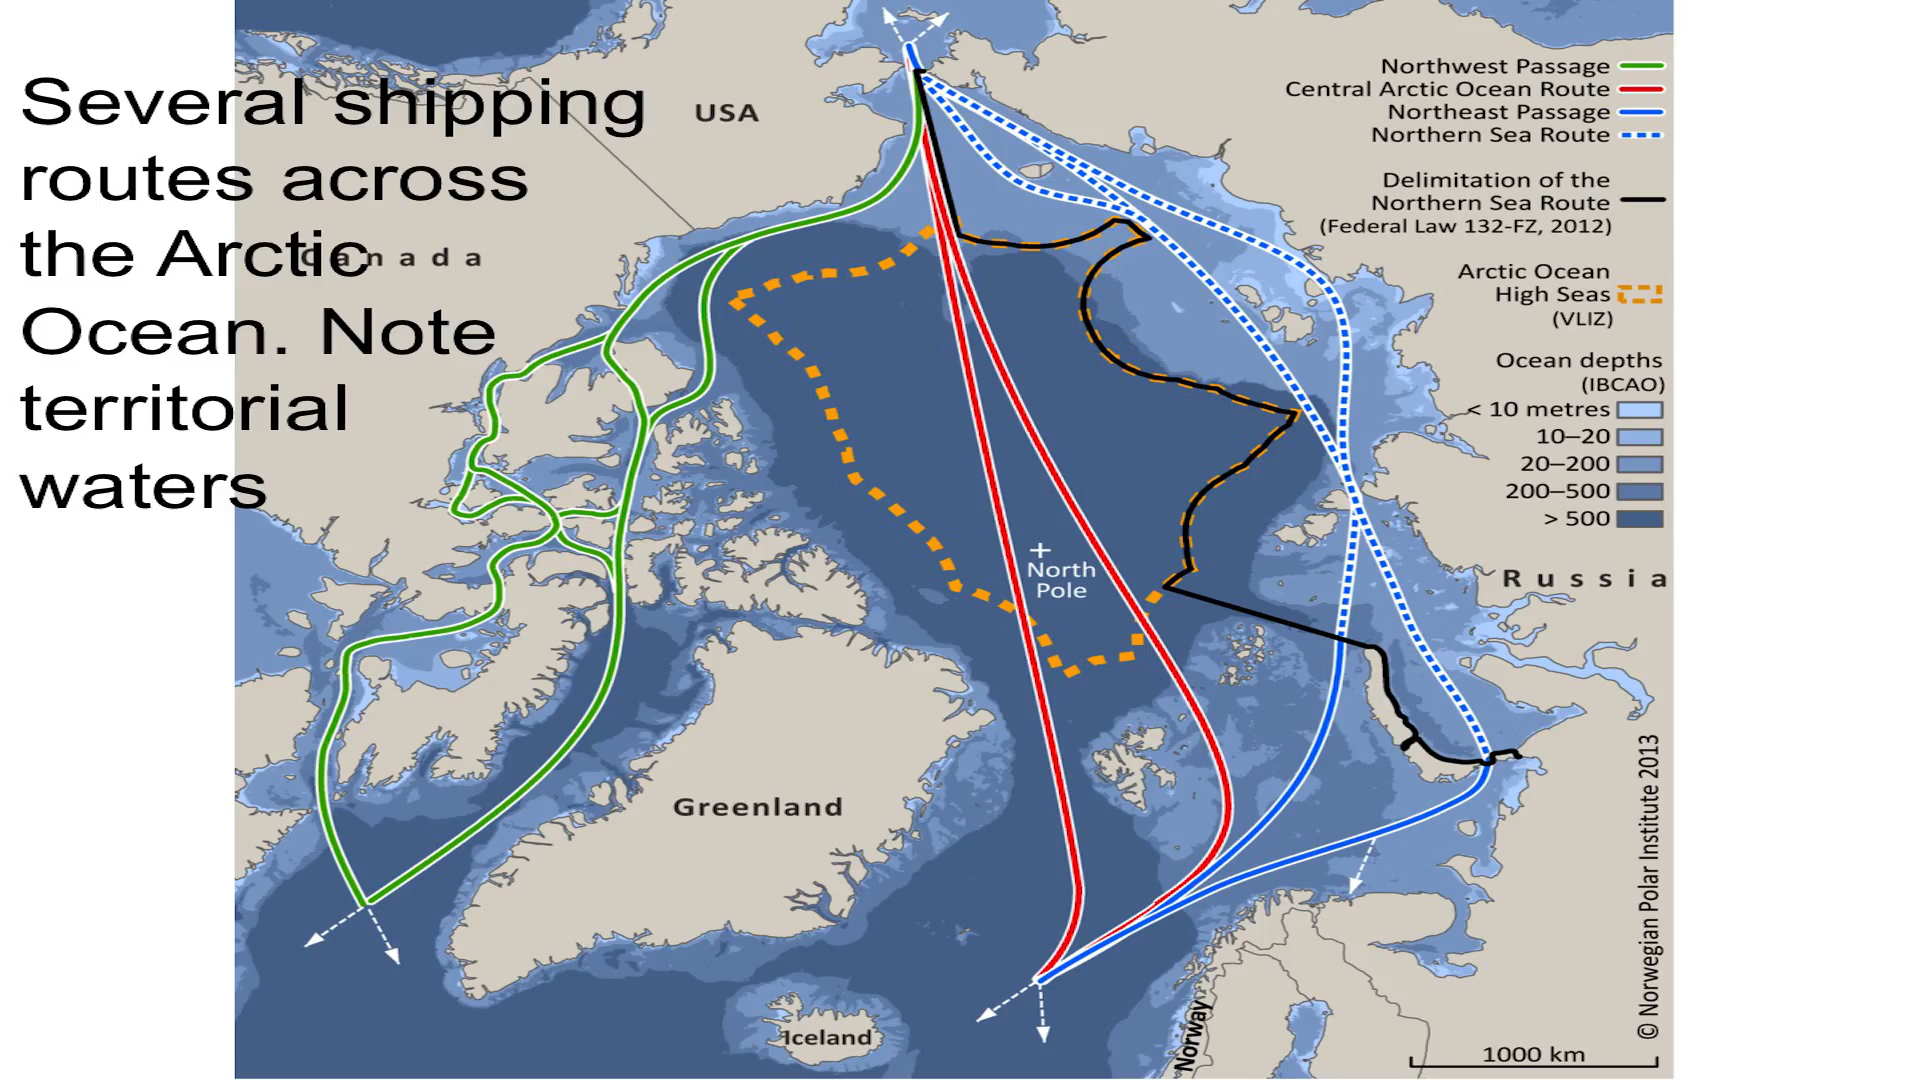 Several shipping
routes across
the Arctic
Ocean. Note
territorial
waters
USA
Canada
Greenland
Iceland
Norway
Russia
+
North
Pole
Northwest Passage
Central Arctic Ocean Route
Northeast Passage
Northern Sea Route
Delimitation of the
Northern Sea Route
(Federal Law 132-FZ, 2012)
Arctic Ocean
High Seas
(VLIZ)
Ocean depths
(IBCAO)
< 10 metres
10–20
20–200
200–500
> 500
© Norwegian Polar Institute 2013
1000 km